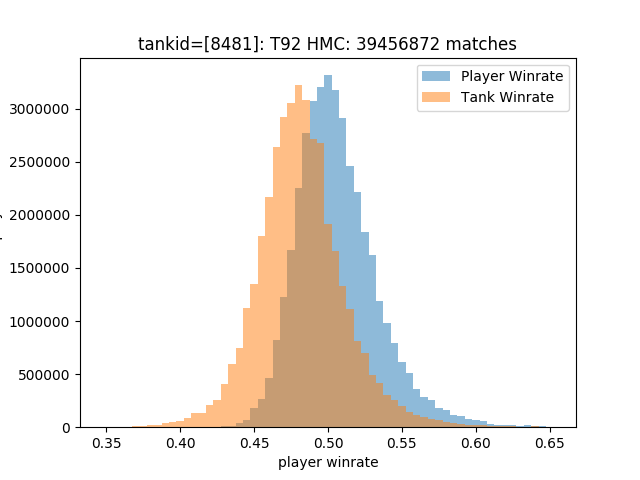 tankid=[8481]: T92 HMC: 39456872 matches
Player Winrate
Tank Winrate
3000000
2500000
2000000
1500000
1000000
500000
0
0.35 0.40 0.45 0.50 0.55 0.60 0.65
player winrate